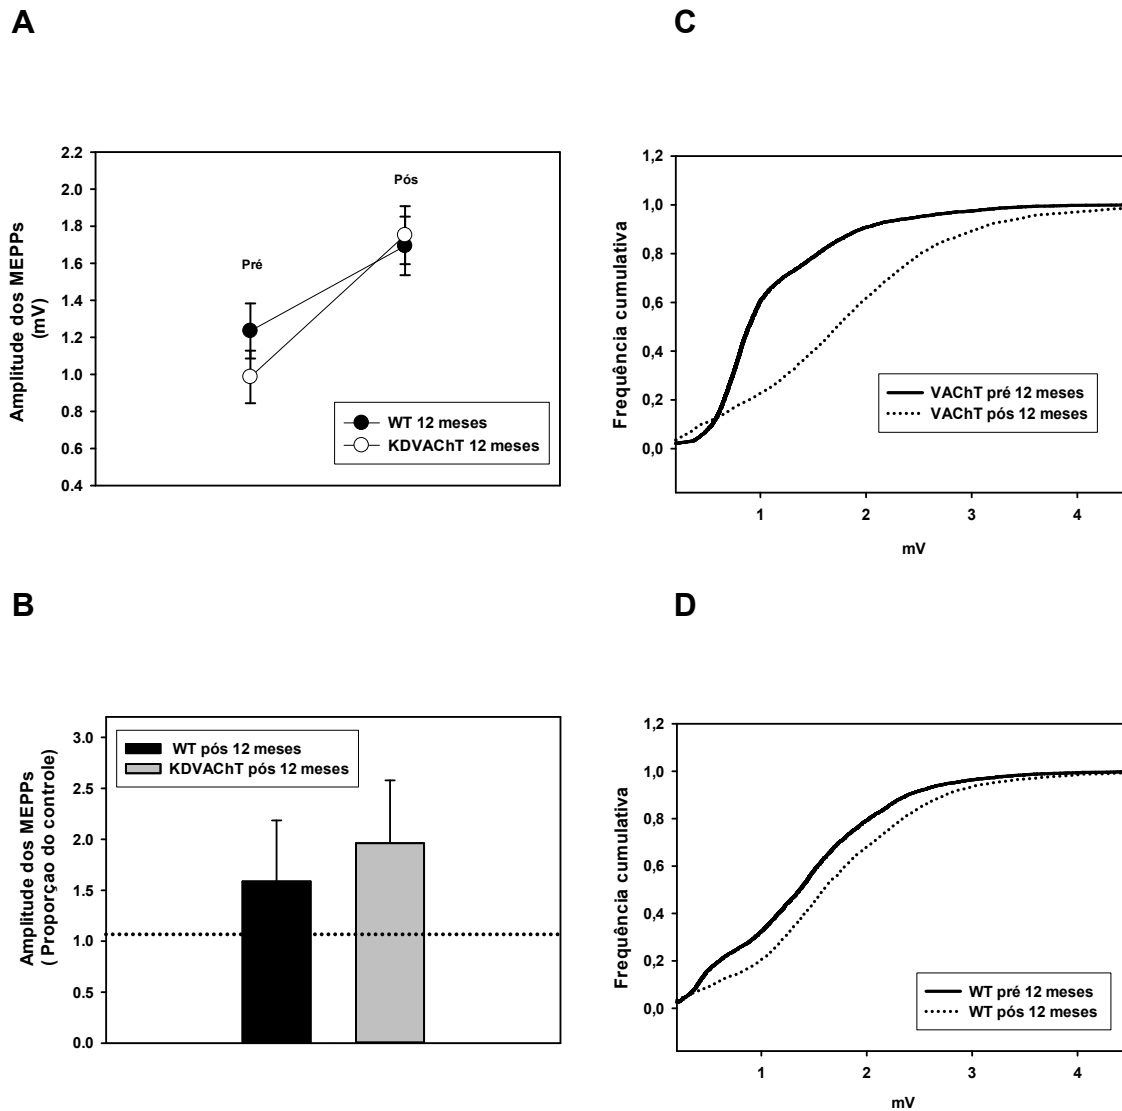 A
Amplitude dos MEPPs
(mV)
2.2
2.0
1.8
1.6
1.4
1.2
1.0
0.8
0.6
0.4
Pré
Pós
WT 12 meses
KDVAChT 12 meses
C
Frequência cumulativa
1,2
1,0
0,8
0,6
0,4
0,2
0,0
VAChT pré 12 meses
VAChT pós 12 meses
1 2 3 4
mV
B
Amplitude dos MEPPs
( Proporçao do controle)
3.0
2.5
2.0
1.5
1.0
0.5
0.0
WT pós 12 meses
KDVAChT pós 12 meses
D
Frequência cumulativa
1,2
1,0
0,8
0,6
0,4
0,2
0,0
WT pré 12 meses
WT pós 12 meses
1 2 3 4
mV